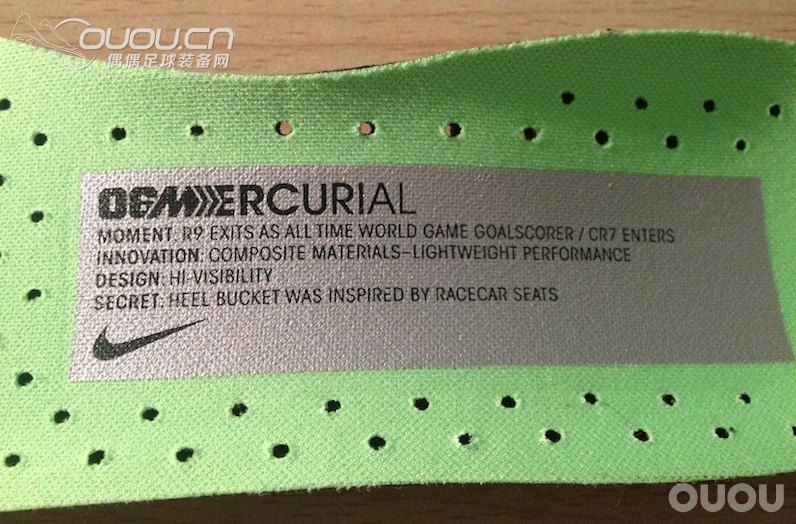 OUOU.CN
偶偶足球装备网
06MERCURIAL
MOMENT: R9 EXITS AS ALL TIME WORLD GAME GOALSCORER / CR7 ENTERS
INNOVATION: COMPOSITE MATERIALS–LIGHTWEIGHT PERFORMANCE
DESIGN: HI-VISIBILITY
SECRET: HEEL BUCKET WAS INSPIRED BY RACECAR SEATS
OUOU